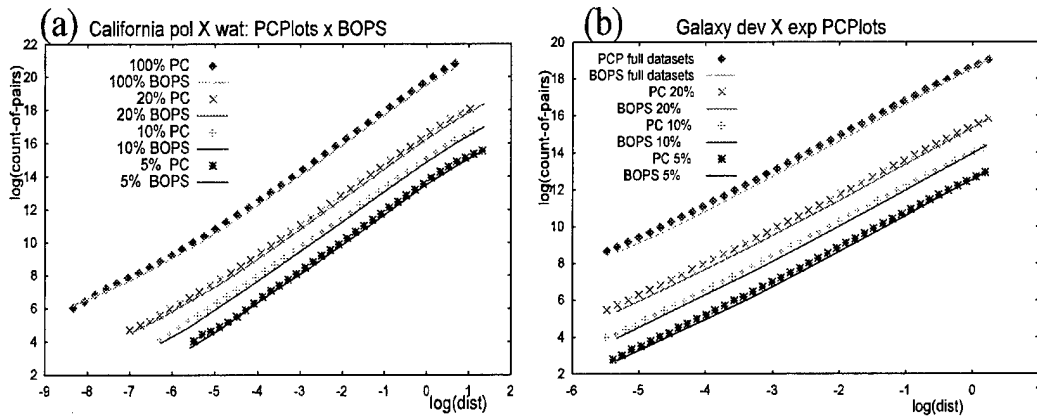 (a) California pol X wat: PCPlots x BOPS
log(count-of-pairs)
22
20
18
16
14
12
10
8
6
4
2
100% PC
100% BOPS
20% PC
20% BOPS
10% PC
10% BOPS
5% PC
5% BOPS
-9 -8 -7 -6 -5 -4 -3 -2 -1 0 1 2
log(dist)
(b) Galaxy dev X exp PCPlots
log(count-of-pairs)
20
18
16
14
12
10
8
6
4
2
PCP full datasets
BOPS full datasets
PC 20%
BOPS 20%
PC 10%
BOPS 10%
PC 5%
BOPS 5%
-6 -5 -4 -3 -2 -1 0 1
log(dist)